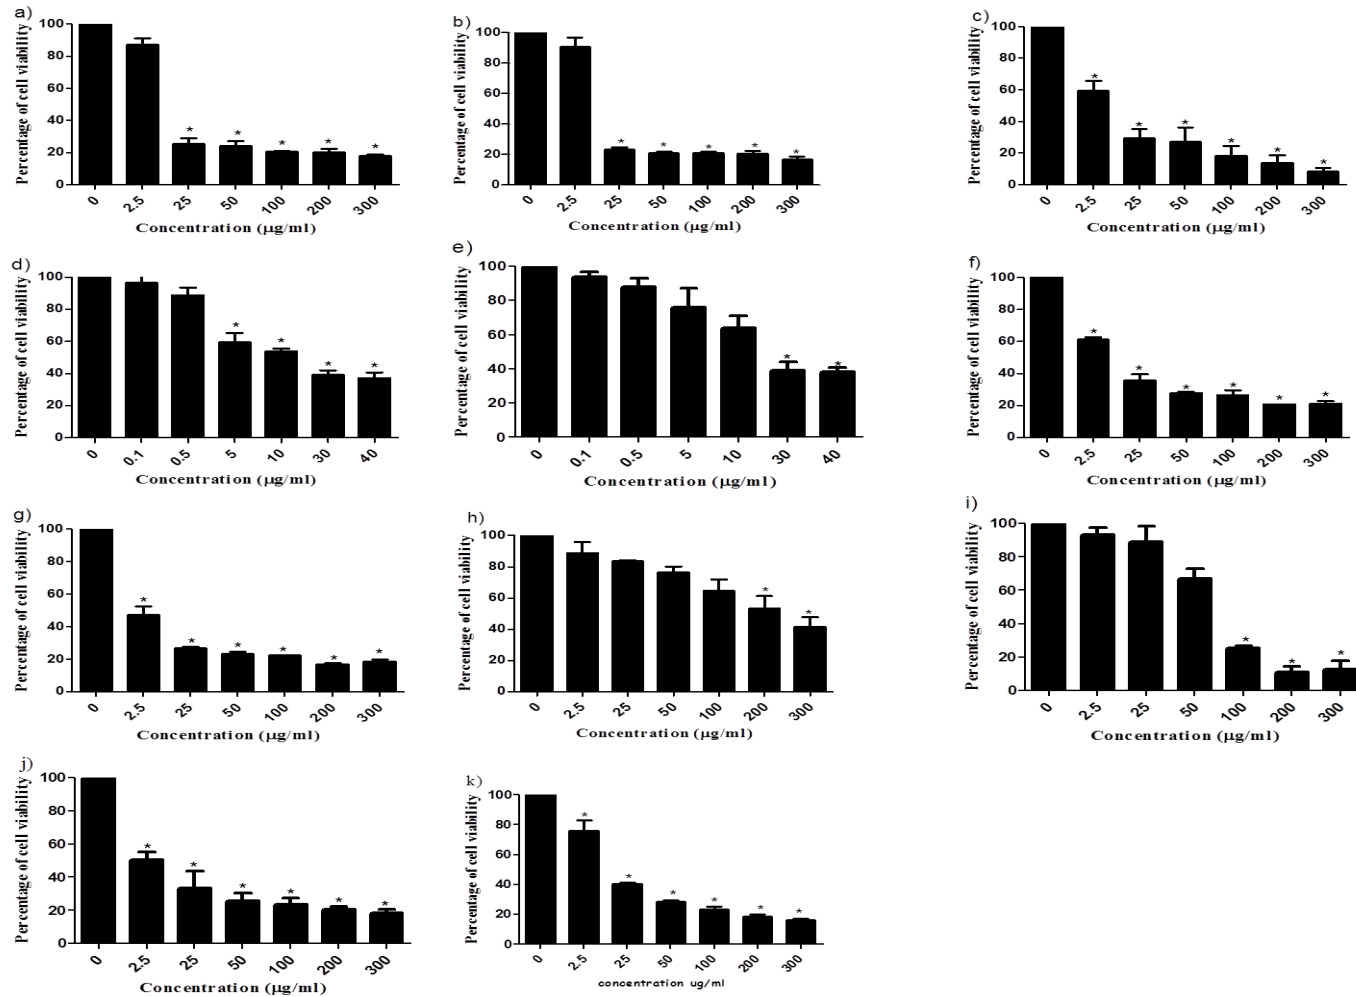 a)
Percentage of cell viability
100
80
60
40
20
0
* * * * *
0 2.5 25 50 100 200 300
Concentration (µg/ml)
b)
Percentage of cell viability
100
80
60
40
20
0
* * * * *
0 2.5 25 50 100 200 300
Concentration (µg/ml)
c)
Percentage of cell viability
100
80
60
40
20
0
* * * * * *
0 2.5 25 50 100 200 300
Concentration (µg/ml)
d)
Percentage of cell viability
100
80
60
40
20
0
* * * *
0 0.1 0.5 5 10 30 40
Concentration (µg/ml)
e)
Percentage of cell viability
100
80
60
40
20
0
* *
0 0.1 0.5 5 10 30 40
Concentration (µg/ml)
f)
Percentage of cell viability
100
80
60
40
20
0
* * * * * *
0 2.5 25 50 100 200 300
Concentration (µg/ml)
g)
Percentage of cell viability
100
80
60
40
20
0
* * * * * *
0 2.5 25 50 100 200 300
Concentration (µg/ml)
h)
Percentage of cell viability
100
80
60
40
20
0
* *
0 2.5 25 50 100 200 300
Concentration (µg/ml)
i)
Percentage of cell viability
100
80
60
40
20
0
* * *
0 2.5 25 50 100 200 300
Concentration (µg/ml)
j)
Percentage of cell viability
100
80
60
40
20
0
* * * * * *
0 2.5 25 50 100 200 300
Concentration (µg/ml)
k)
Percentage of cell viability
100
80
60
40
20
0
* * * * * *
0 2.5 25 50 100 200 300
concentration ug/ml